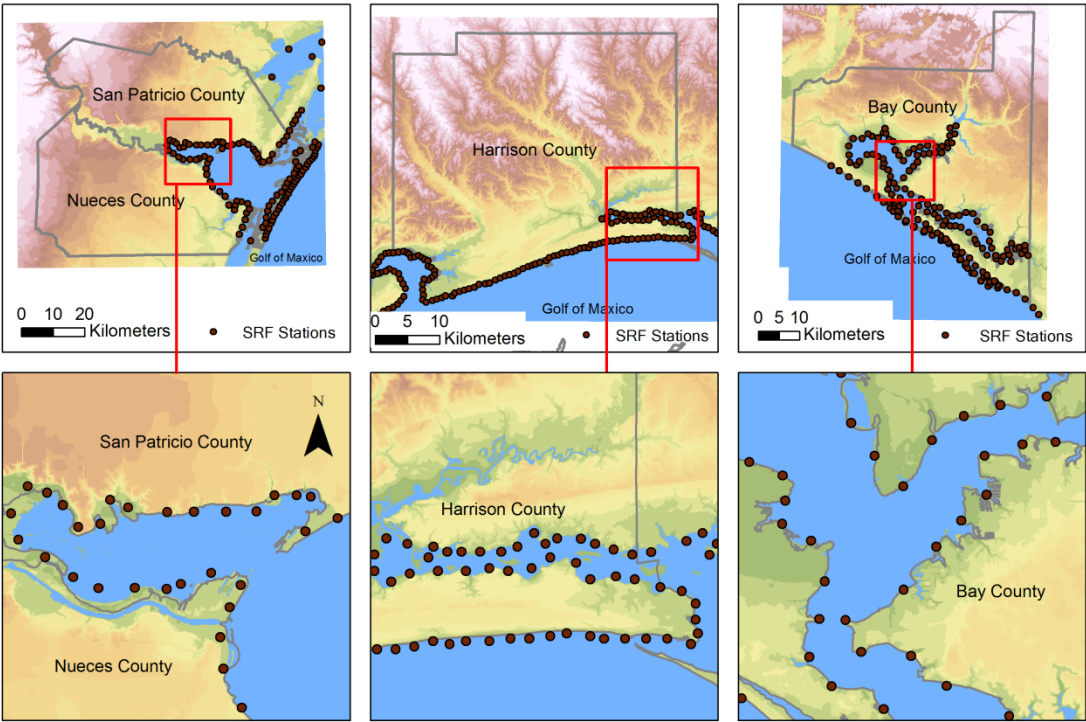 San Patricio County
Nueces County
Golf of Maxico
0 10 20
Kilometers
SRF Stations
Harrison County
Golf of Maxico
0 5 10
Kilometers
SRF Stations
Bay County
Golf of Maxico
0 5 10
Kilometers
SRF Stations
San Patricio County
N
Nueces County
Harrison County
Bay County